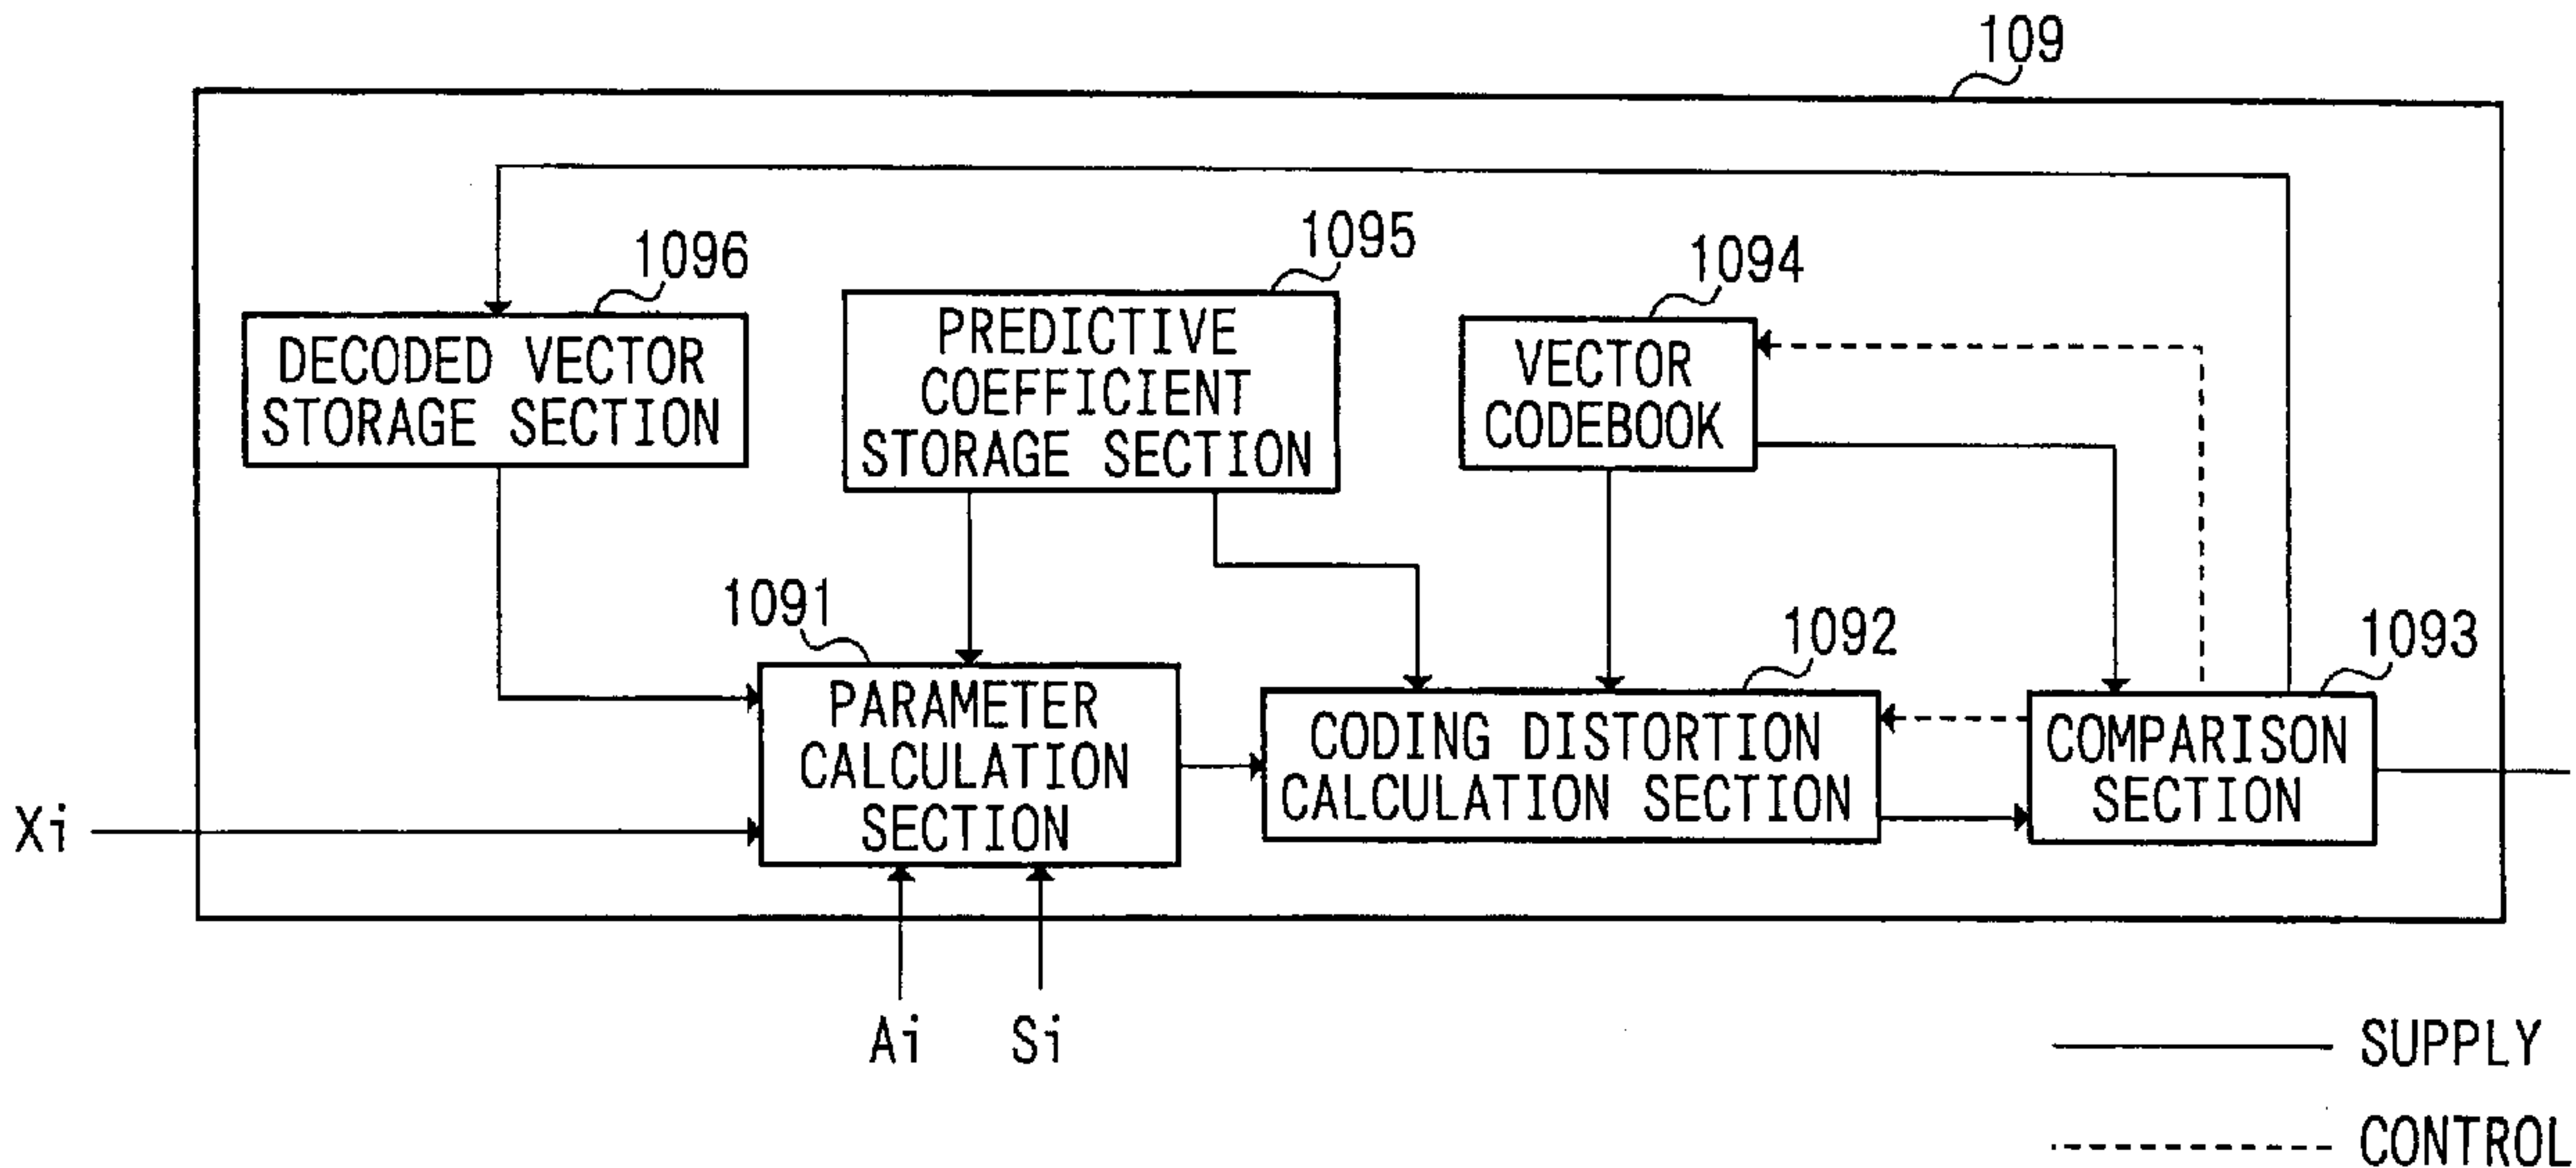 109
1096
DECODED VECTOR
STORAGE SECTION
1095
PREDICTIVE
COEFFICIENT
STORAGE SECTION
1094
VECTOR
CODEBOOK
1091
PARAMETER
CALCULATION
SECTION
1092
CODING DISTORTION
CALCULATION SECTION
1093
COMPARISON
SECTION
Xi
Ai
Si
SUPPLY
CONTROL